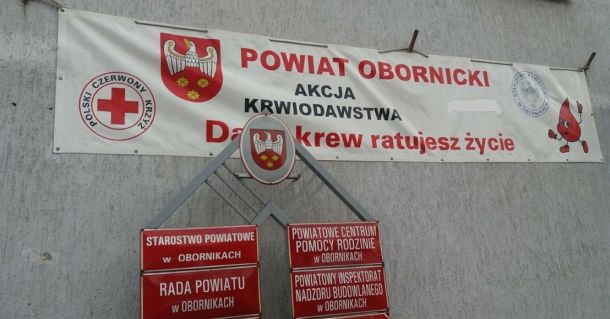 POWIAT OBORNICKI
AKCJA
KRWIODAWSTWA
krew ratujesz życie
POLSKI CZERWONY KRZYŻ
STAROSTWO POWIATOWE
w OBORNIKACH
RADA POWIATU
w OBORNIKACH
POWIATOWE CENTRUM
POMOCY RODZINIE
w OBORNIKACH
POWIATOWY INSPEKTORAT
NADZORU BUDOWLANEGO
w OBORNIKACH